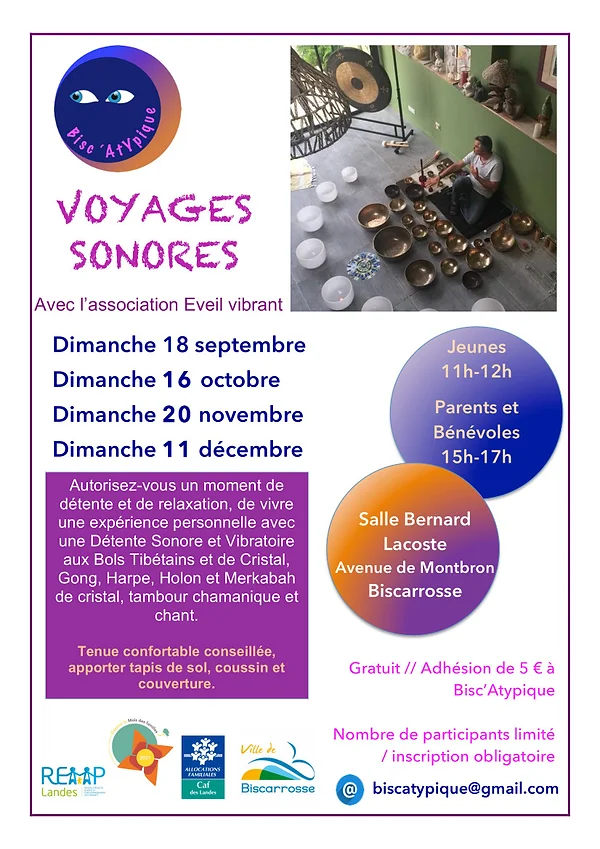 Bisc 'AtYpique
VOYAGES
SONORES
Avec l'association Eveil vibrant
Dimanche 18 septembre
Dimanche 16 octobre
Dimanche 20 novembre
Dimanche 11 décembre
Jeunes
11h-12h
Parents et
Bénévoles
15h-17h
Salle Bernard
Lacoste
Avenue de Montbron
Biscarrosse
Autorisez-vous un moment de
détente et de relaxation, de vivre
une expérience personnelle avec
une Détente Sonore et Vibratoire
aux Bols Tibétains et de Cristal,
Gong, Harpe, Holon et Merkabah
de cristal, tambour chamanique et
chant.
Tenue confortable conseillée,
apporter tapis de sol, coussin et
couverture.
Gratuit // Adhésion de 5 € à
Bisc'Atypique
Nombre de participants limité
/ inscription obligatoire
@ biscatypique@gmail.com
Mois des familles
Landes
ALLOCATIONS
FAMILIALES
Caf
des Landes
Ville de
Biscarrosse